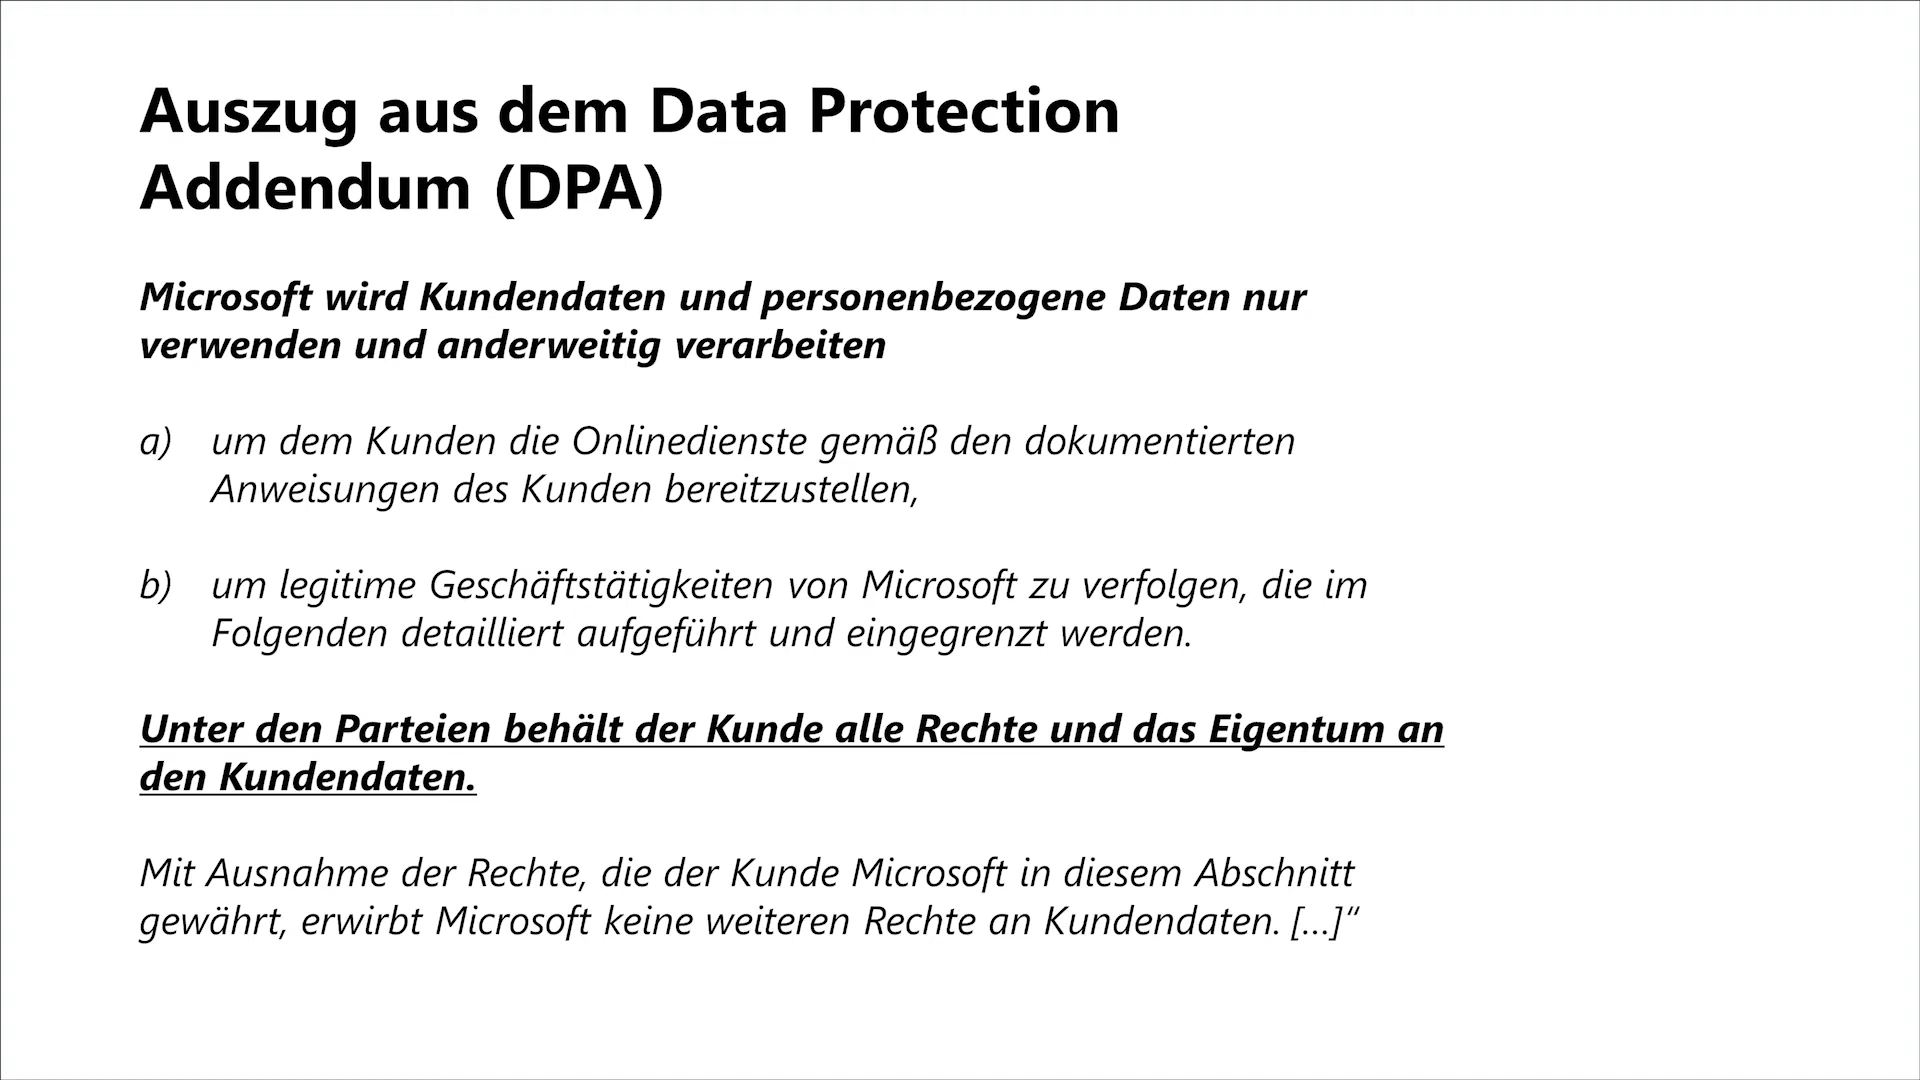 Auszug aus dem Data Protection
Addendum (DPA)
Microsoft wird Kundendaten und personenbezogene Daten nur
verwenden und anderweitig verarbeiten
a) um dem Kunden die Onlinedienste gemäß den dokumentierten
Anweisungen des Kunden bereitzustellen,
b) um legitime Geschäftstätigkeiten von Microsoft zu verfolgen, die im
Folgenden detailliert aufgeführt und eingegrenzt werden.
Unter den Parteien behält der Kunde alle Rechte und das Eigentum an
den Kundendaten.
Mit Ausnahme der Rechte, die der Kunde Microsoft in diesem Abschnitt
gewährt, erwirbt Microsoft keine weiteren Rechte an Kundendaten. [...]“